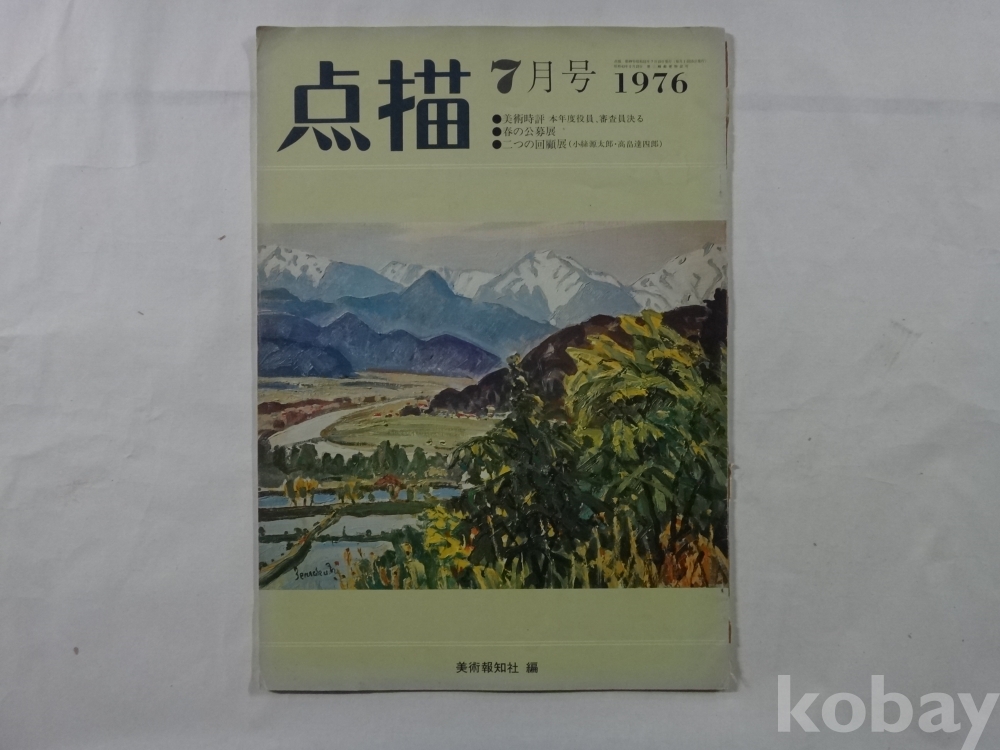 点描
7月号 1976
●美術時評 本年度役員、審査員決る
●春の公募展
●二つの回顧展（小絲源太郎・高畠達四郎）
美術報知社 編
kobay